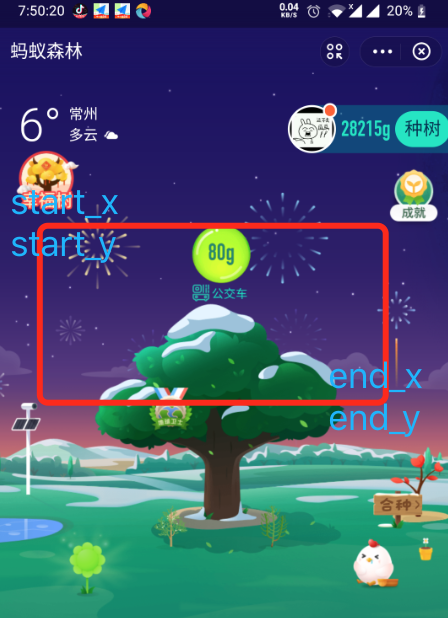 7:50:20
0.04
KB/S
20%
蚂蚁森林
6°
常州
多云
28215g
种树
成就
start_x
start_y
80g
公交车
end_x
end_y
合种